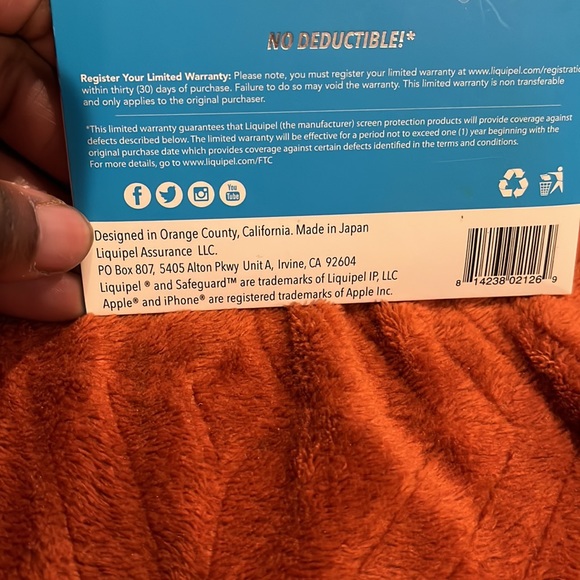 NO DEDUCTIBLE!*
Register Your Limited Warranty: Please note, you must register your limited warranty at www.liquipel.com/registratio
within thirty (30) days of purchase. Failure to do so may void the warranty. This limited warranty is non transferable
and only applies to the original purchaser.
*This limited warranty guarantees that Liquipel (the manufacturer) screen protection products will provide coverage against
defects described below. The limited warranty will be effective for a period not to exceed one (1) year beginning with the
original purchase date which provides coverage against certain defects identified in the terms and conditions.
For more details, go to www.liquipel.com/FTC
f
You
Tube
Designed in Orange County, California. Made in Japan
Liquipel Assurance LLC.
PO Box 807, 5405 Alton Pkwy Unit A, Irvine, CA 92604
Liquipel ® and Safeguard™ are trademarks of Liquipel IP, LLC
Apple® and iPhone® are registered trademarks of Apple Inc.
8 14238 02126 9